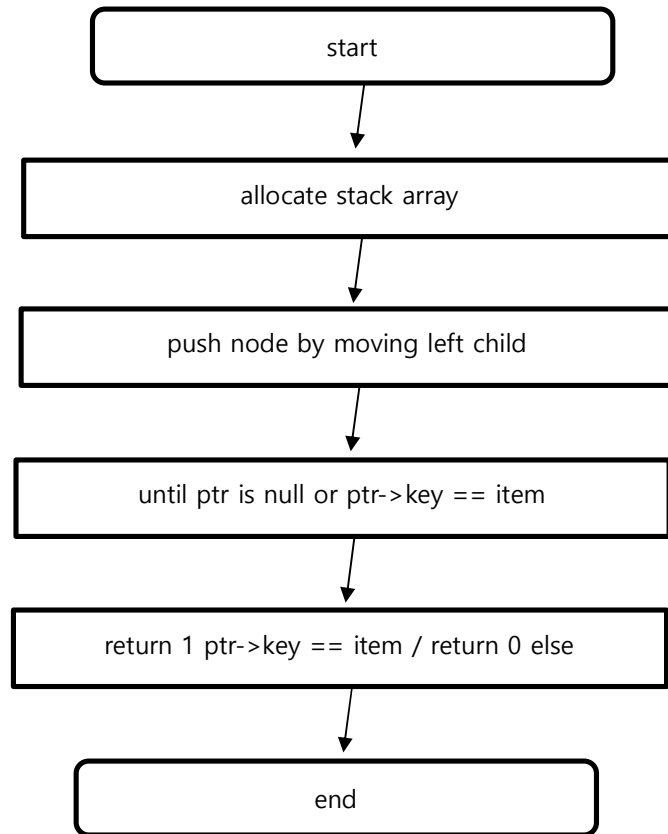 start
allocate stack array
push node by moving left child
until ptr is null or ptr->key == item
return 1 ptr->key == item / return 0 else
end